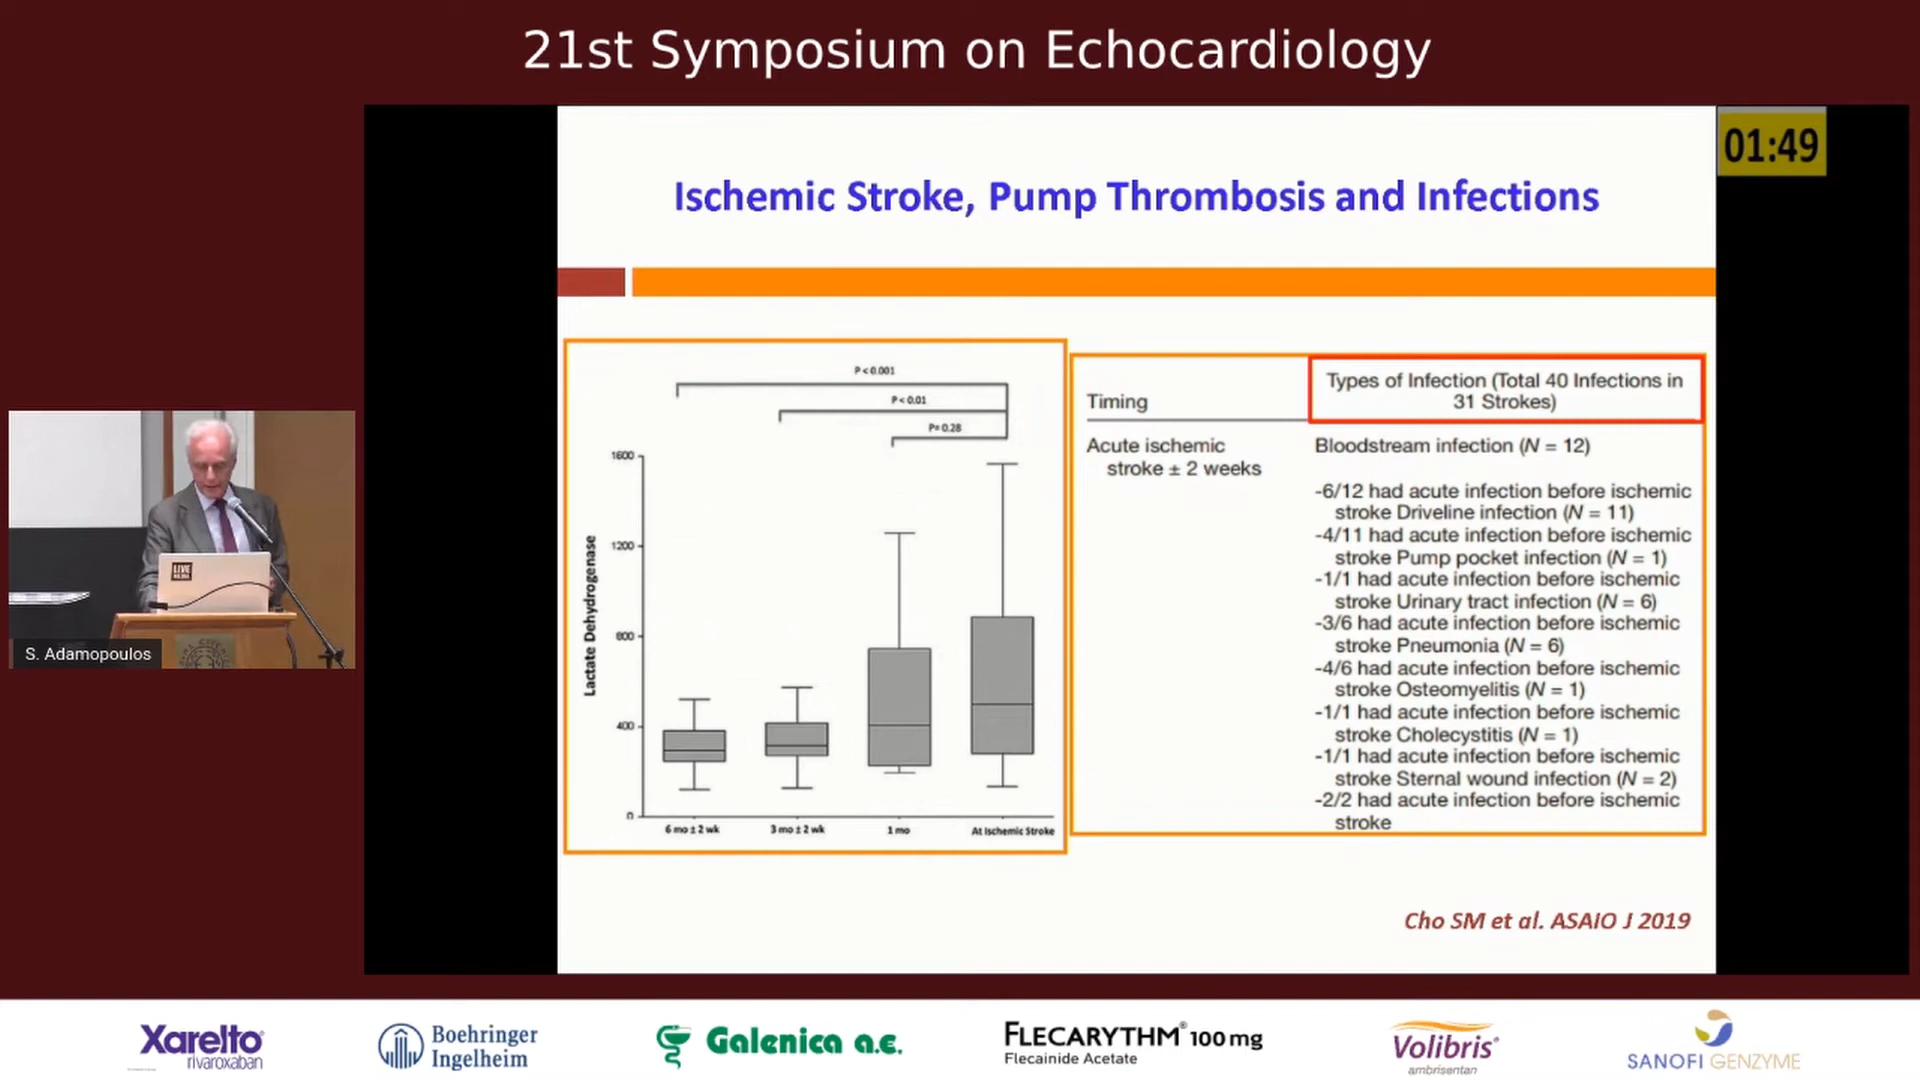 21st Symposium on Echocardiology
01:49
Ischemic Stroke, Pump Thrombosis and Infections
P < 0.001
P < 0.01
P= 0.28
1600
1200
800
400
0
Lactate Dehydrogenase
6 mo ± 2 wk
3 mo ± 2 wk
1 mo
At Ischemic Stroke
Timing
Types of Infection (Total 40 Infections in
31 Strokes)
Acute ischemic
stroke ± 2 weeks
Bloodstream infection (N = 12)
-6/12 had acute infection before ischemic
stroke Driveline infection (N = 11)
-4/11 had acute infection before ischemic
stroke Pump pocket infection (N = 1)
-1/1 had acute infection before ischemic
stroke Urinary tract infection (N = 6)
-3/6 had acute infection before ischemic
stroke Pneumonia (N = 6)
-4/6 had acute infection before ischemic
stroke Osteomyelitis (N = 1)
-1/1 had acute infection before ischemic
stroke Cholecystitis (N = 1)
-1/1 had acute infection before ischemic
stroke Sternal wound infection (N = 2)
-2/2 had acute infection before ischemic
stroke
Cho SM et al. ASAIO J 2019
LIVE
S. Adamopoulos
Xarelto
rivaroxaban
Boehringer
Ingelheim
Galenica a.e.
FLECARYTHM® 100 mg
Flecainide Acetate
Volibris®
ambrisentan
SANOFI GENZYME